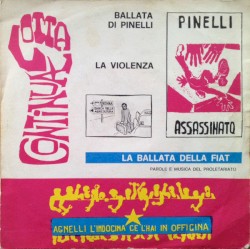 LOTTA
CONTINUA
BALLATA
DI PINELLI
LA VIOLENZA
PINELLI
ASSASSINATO
LA BALLATA DELLA FIAT
PAROLE E MUSICA DEL PROLETARIATO
AGNELLI L'INDOCINA CE L'HAI IN OFFICINA